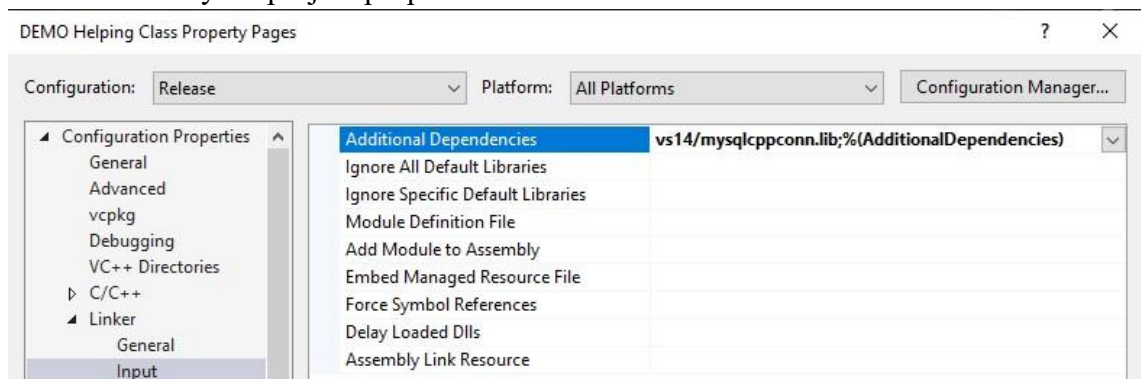 DEMO Helping Class Property Pages ? ×
Configuration: Release Platform: All Platforms Configuration Manager...
Configuration Properties
General
Advanced
vcpkg
Debugging
VC++ Directories
C/C++
Linker
General
Input
Additional Dependencies vs14/mysqlcppconn.lib;%(AdditionalDependencies)
Ignore All Default Libraries
Ignore Specific Default Libraries
Module Definition File
Add Module to Assembly
Embed Managed Resource File
Force Symbol References
Delay Loaded Dlls
Assembly Link Resource